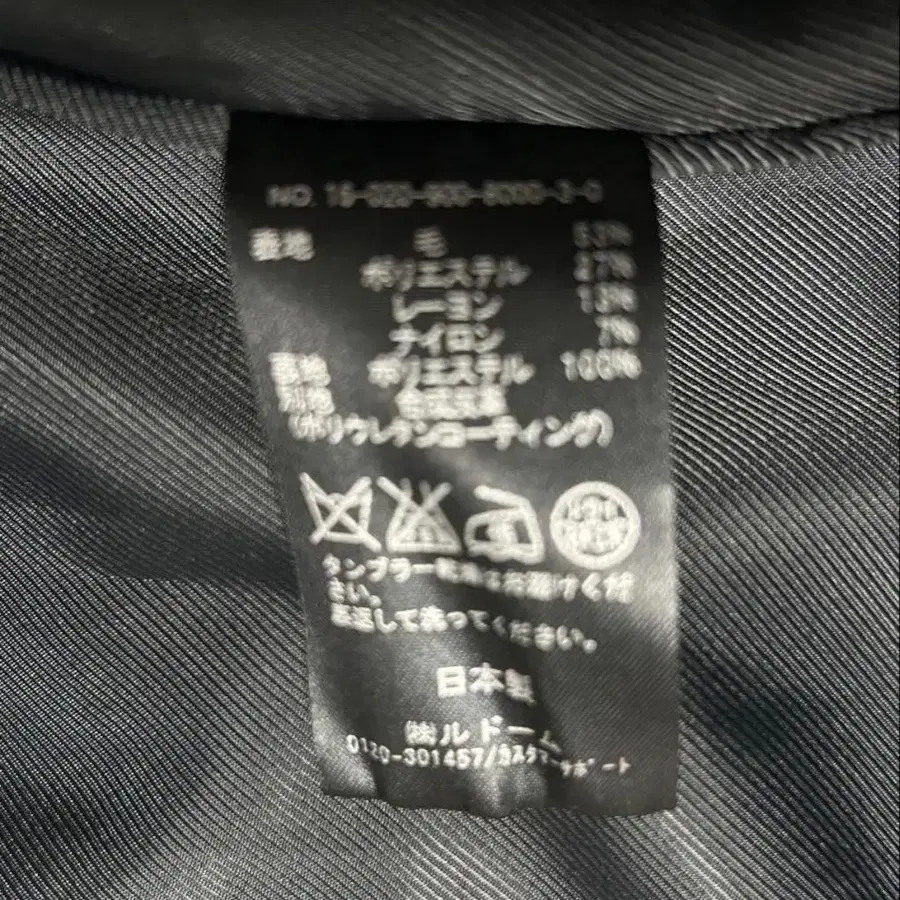 NO. 16-020-900-8000-3-0
表地 毛 53%
ポリエステル 27%
レーヨン 13%
ナイロン 7%
裏地 ポリエステル 100%
別地 合成皮革
(ポリウレタンコーティング)
タンブラー乾燥はお避けくだ
さい。
裏返して洗ってください。
日本製
㈱ルドーム
0120-301457/カスタマーサポート